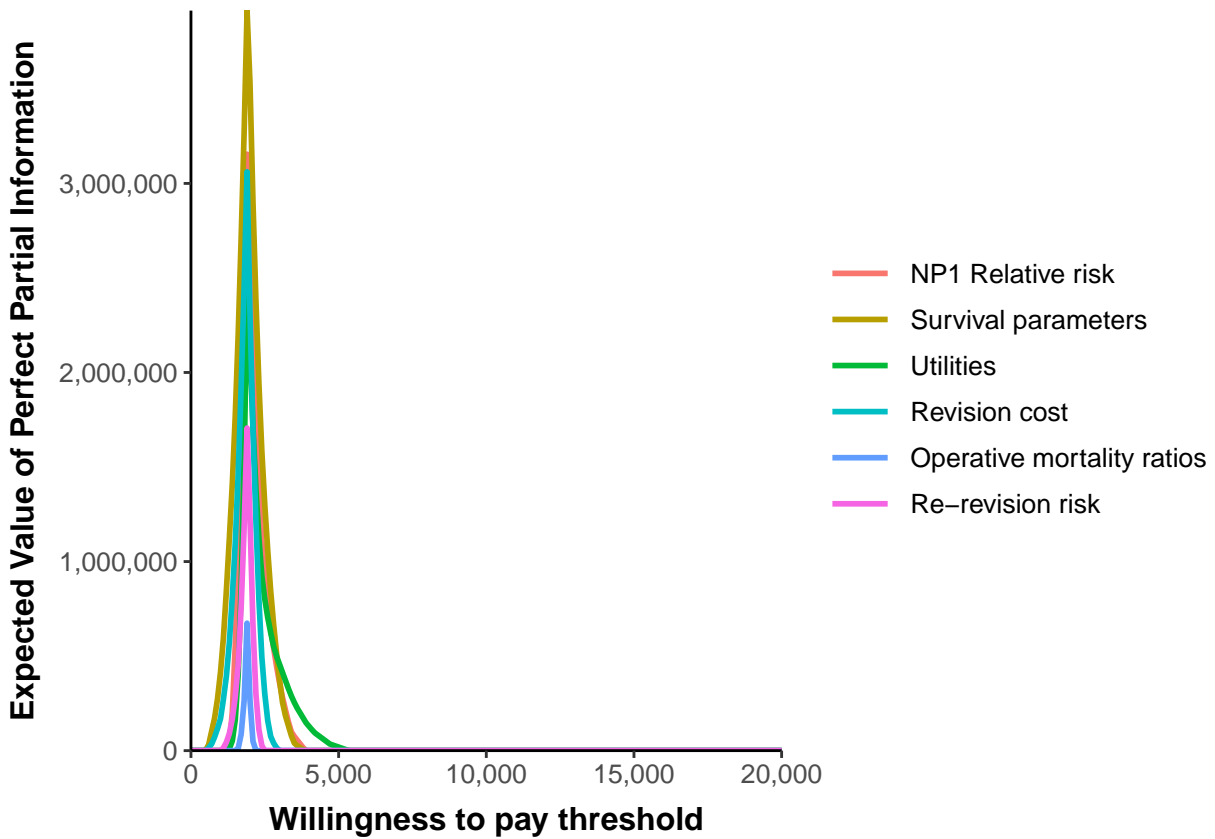 Expected Value of Perfect Partial Information
3,000,000
2,000,000
1,000,000
0
0 5,000 10,000 15,000 20,000
Willingness to pay threshold
NP1 Relative risk
Survival parameters
Utilities
Revision cost
Operative mortality ratios
Re−revision risk